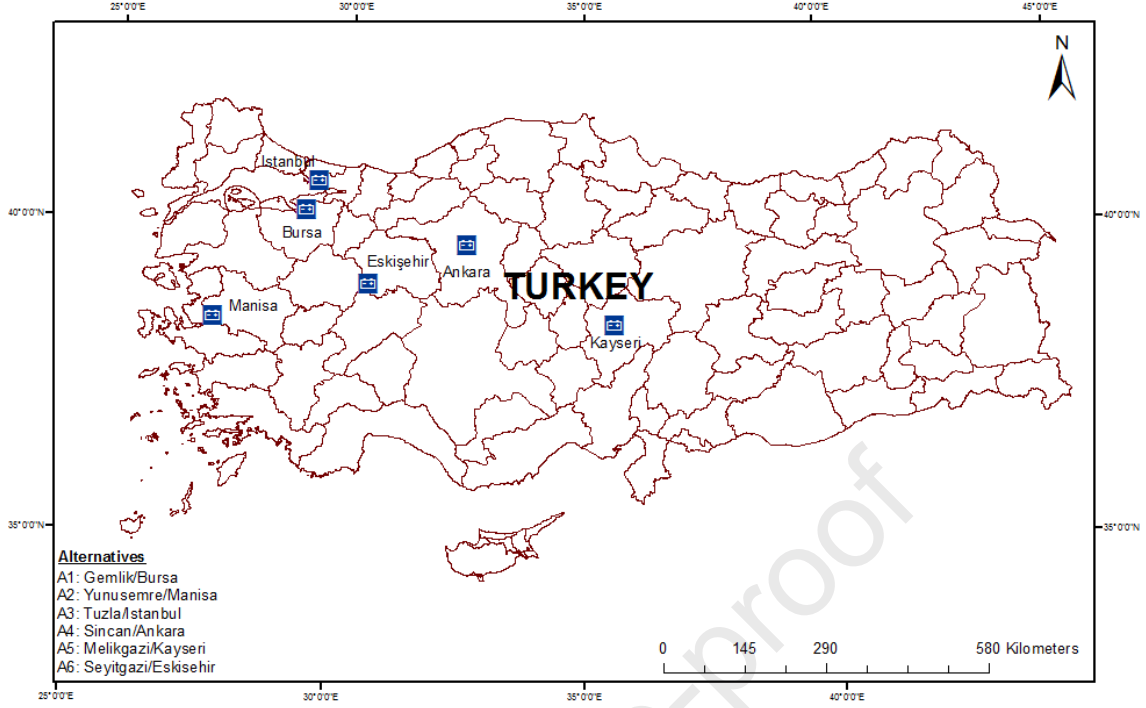 25°0'0"E 30°0'0"E 35°0'0"E 40°0'0"E 45°0'0"E
N
Istanbul
40°0'0"N 40°0'0"N
Bursa
Eskişehir
Ankara
TURKEY
Manisa
Kayseri
35°0'0"N 35°0'0"N
Alternatives
A1: Gemlik/Bursa
A2: Yunusemre/Manisa
A3: Tuzla/Istanbul
A4: Sincan/Ankara
A5: Melikgazi/Kayseri
A6: Seyitgazi/Eskisehir
0 145 290 580 Kilometers
25°0'0"E 30°0'0"E 35°0'0"E 40°0'0"E
-proof